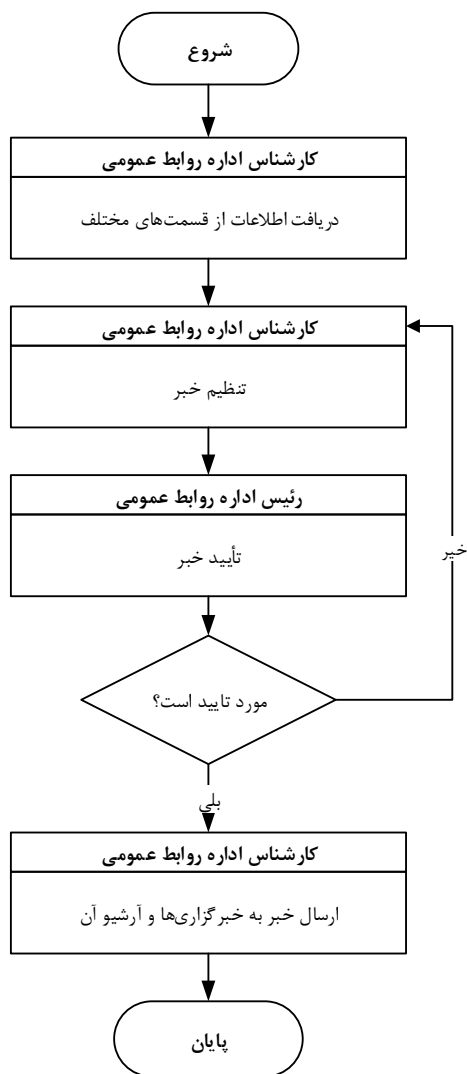 شروع
کارشناس اداره روابط عمومی
دریافت اطلاعات از قسمت‌های مختلف
کارشناس اداره روابط عمومی
تنظیم خبر
رئیس اداره روابط عمومی
تأیید خبر
خیر
مورد تایید است؟
بلی
کارشناس اداره روابط عمومی
ارسال خبر به خبرگزاری‌ها و آرشیو آن
پایان